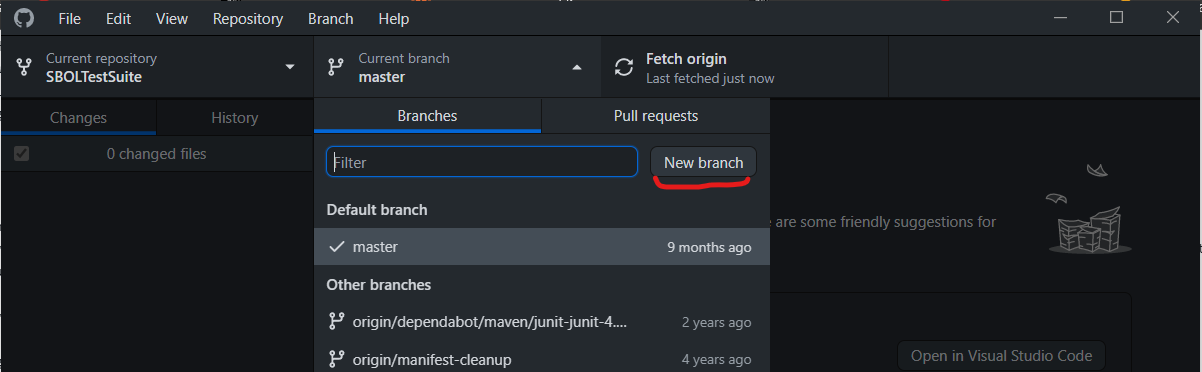 File Edit View Repository Branch Help
Current repository
SBOLTestSuite
Current branch
master
Fetch origin
Last fetched just now
Changes
History
0 changed files
Branches
Pull requests
Filter
New branch
Default branch
master 9 months ago
Other branches
origin/dependabot/maven/junit-junit-4.... 2 years ago
origin/manifest-cleanup 4 years ago
are some friendly suggestions for
Open in Visual Studio Code